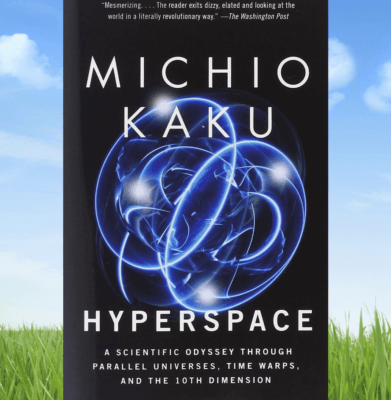 "Mesmerizing. . . . The reader exits dizzy, elated and looking at the
world in a literally revolutionary way." —The Washington Post
MICHIO
KAKU
HYPERSPACE
A SCIENTIFIC ODYSSEY THROUGH
PARALLEL UNIVERSES, TIME WARPS,
AND THE 10TH DIMENSION